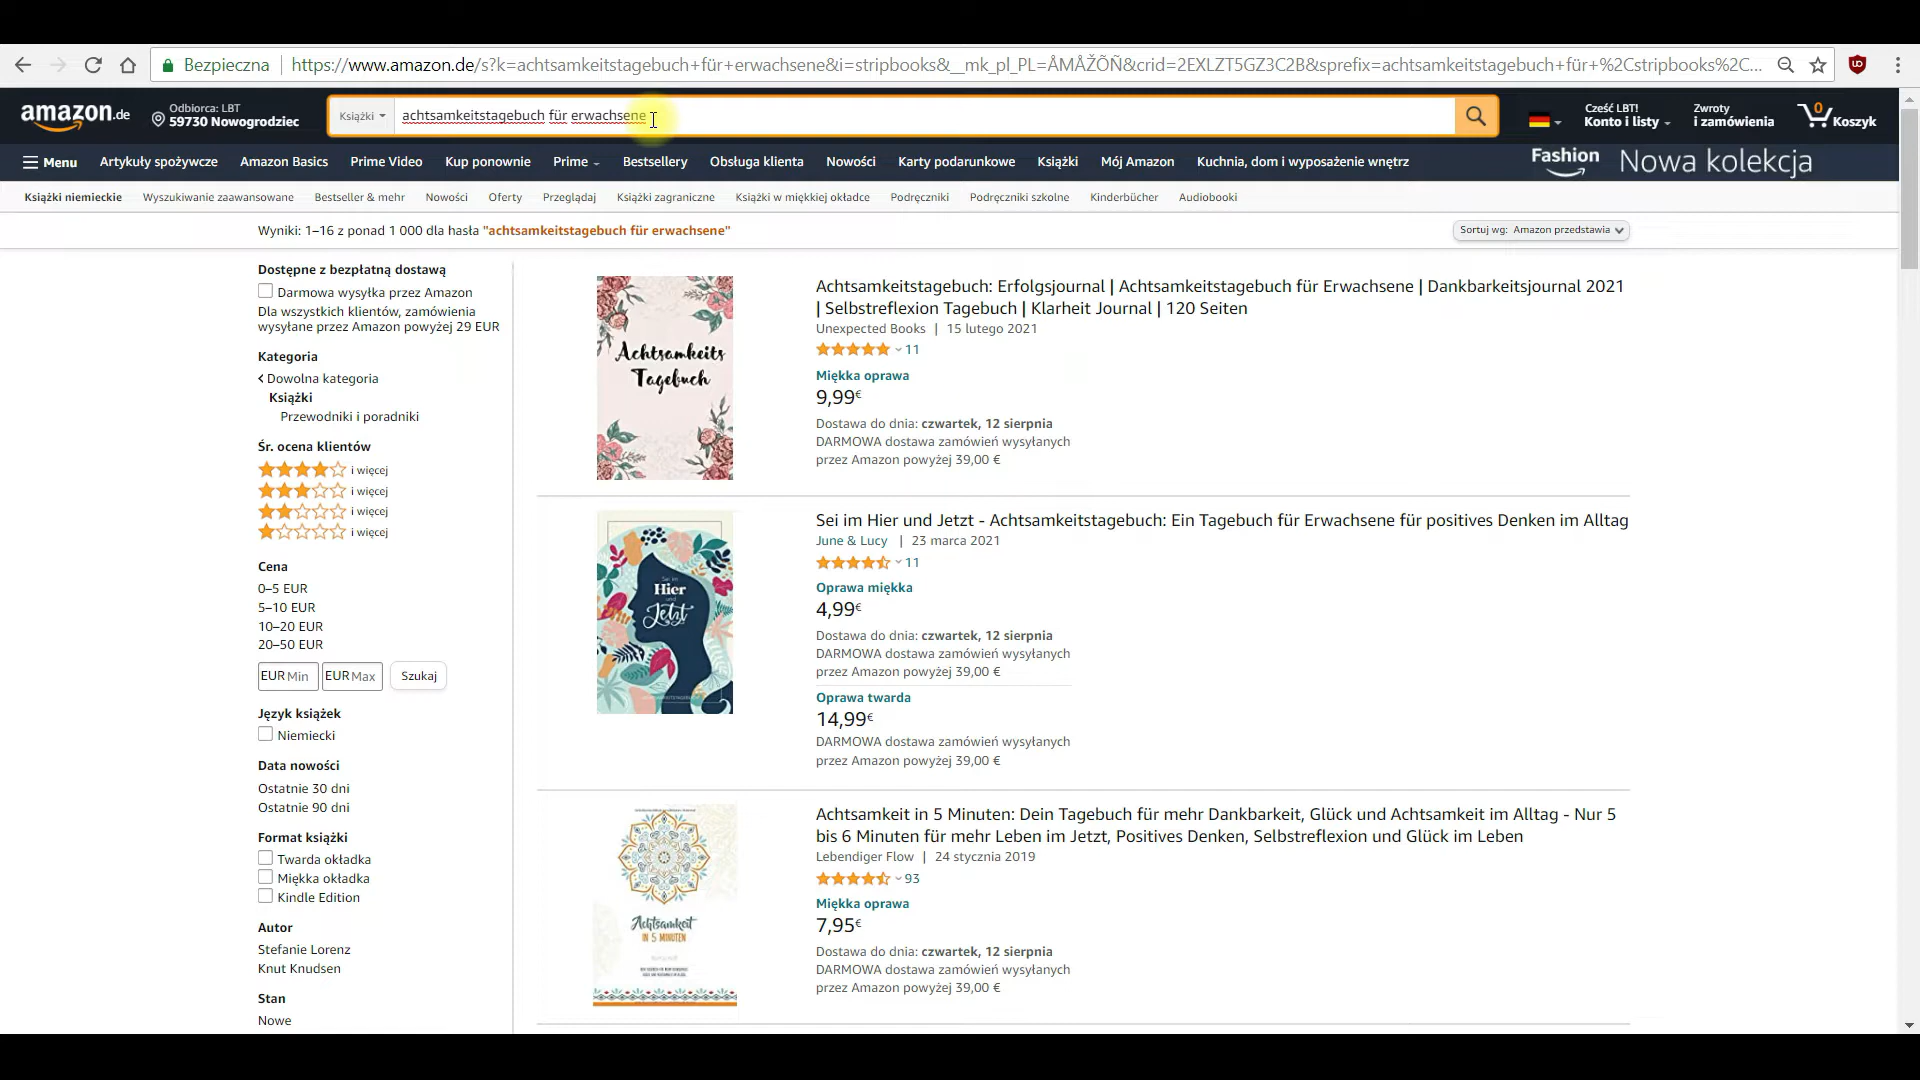 Bezpieczna
https://www.amazon.de/s?k=achtsamkeitstagebuch+für+erwachsene&i=stripbooks&__mk_pl_PL=ÅMÅŽÕÑ&crid=2EXLZT5GZ3C2B&sprefix=achtsamkeitstagebuch+für+%2Cstripbooks%2C...
amazon.de
Odbiorca: LBT
59730 Nowogrodziec
Książki
achtsamkeitstagebuch für erwachsene
Cześć LBT!
Konto i listy
Zwroty
i zamówienia
0
Koszyk
Menu
Artykuły spożywcze
Amazon Basics
Prime Video
Kup ponownie
Prime
Bestsellery
Obsługa klienta
Nowości
Karty podarunkowe
Książki
Mój Amazon
Kuchnia, dom i wyposażenie wnętrz
Fashion
Nowa kolekcja
Książki niemieckie
Wyszukiwanie zaawansowane
Bestseller & mehr
Nowości
Oferty
Przeglądaj
Książki zagraniczne
Książki w miękkiej okładce
Podręczniki
Podręczniki szkolne
Kinderbücher
Audiobooki
Wyniki: 1–16 z ponad 1 000 dla hasła "achtsamkeitstagebuch für erwachsene"
Sortuj wg: Amazon przedstawia
Dostępne z bezpłatną dostawą
Darmowa wysyłka przez Amazon
Dla wszystkich klientów, zamówienia
wysyłane przez Amazon powyżej 29 EUR
Kategoria
Dowolna kategoria
Książki
Przewodniki i poradniki
Śr. ocena klientów
i więcej
i więcej
i więcej
i więcej
Cena
0–5 EUR
5–10 EUR
10–20 EUR
20–50 EUR
EUR Min
EUR Max
Szukaj
Język książek
Niemiecki
Data nowości
Ostatnie 30 dni
Ostatnie 90 dni
Format książki
Twarda okładka
Miękka okładka
Kindle Edition
Autor
Stefanie Lorenz
Knut Knudsen
Stan
Nowe
Achtsamkeits
Tagebuch
Achtsamkeitstagebuch: Erfolgsjournal | Achtsamkeitstagebuch für Erwachsene | Dankbarkeitsjournal 2021
| Selbstreflexion Tagebuch | Klarheit Journal | 120 Seiten
Unexpected Books | 15 lutego 2021
11
Miękka oprawa
9,99€
Dostawa do dnia: czwartek, 12 sierpnia
DARMOWA dostawa zamówień wysyłanych
przez Amazon powyżej 39,00 €
Sei im
Hier
und
Jetzt
Sei im Hier und Jetzt - Achtsamkeitstagebuch: Ein Tagebuch für Erwachsene für positives Denken im Alltag
June & Lucy | 23 marca 2021
11
Oprawa miękka
4,99€
Dostawa do dnia: czwartek, 12 sierpnia
DARMOWA dostawa zamówień wysyłanych
przez Amazon powyżej 39,00 €
Oprawa twarda
14,99€
DARMOWA dostawa zamówień wysyłanych
przez Amazon powyżej 39,00 €
Achtsamkeit
IN 5 MINUTEN
Achtsamkeit in 5 Minuten: Dein Tagebuch für mehr Dankbarkeit, Glück und Achtsamkeit im Alltag - Nur 5
bis 6 Minuten für mehr Leben im Jetzt, Positives Denken, Selbstreflexion und Glück im Leben
Lebendiger Flow | 24 stycznia 2019
93
Miękka oprawa
7,95€
Dostawa do dnia: czwartek, 12 sierpnia
DARMOWA dostawa zamówień wysyłanych
przez Amazon powyżej 39,00 €